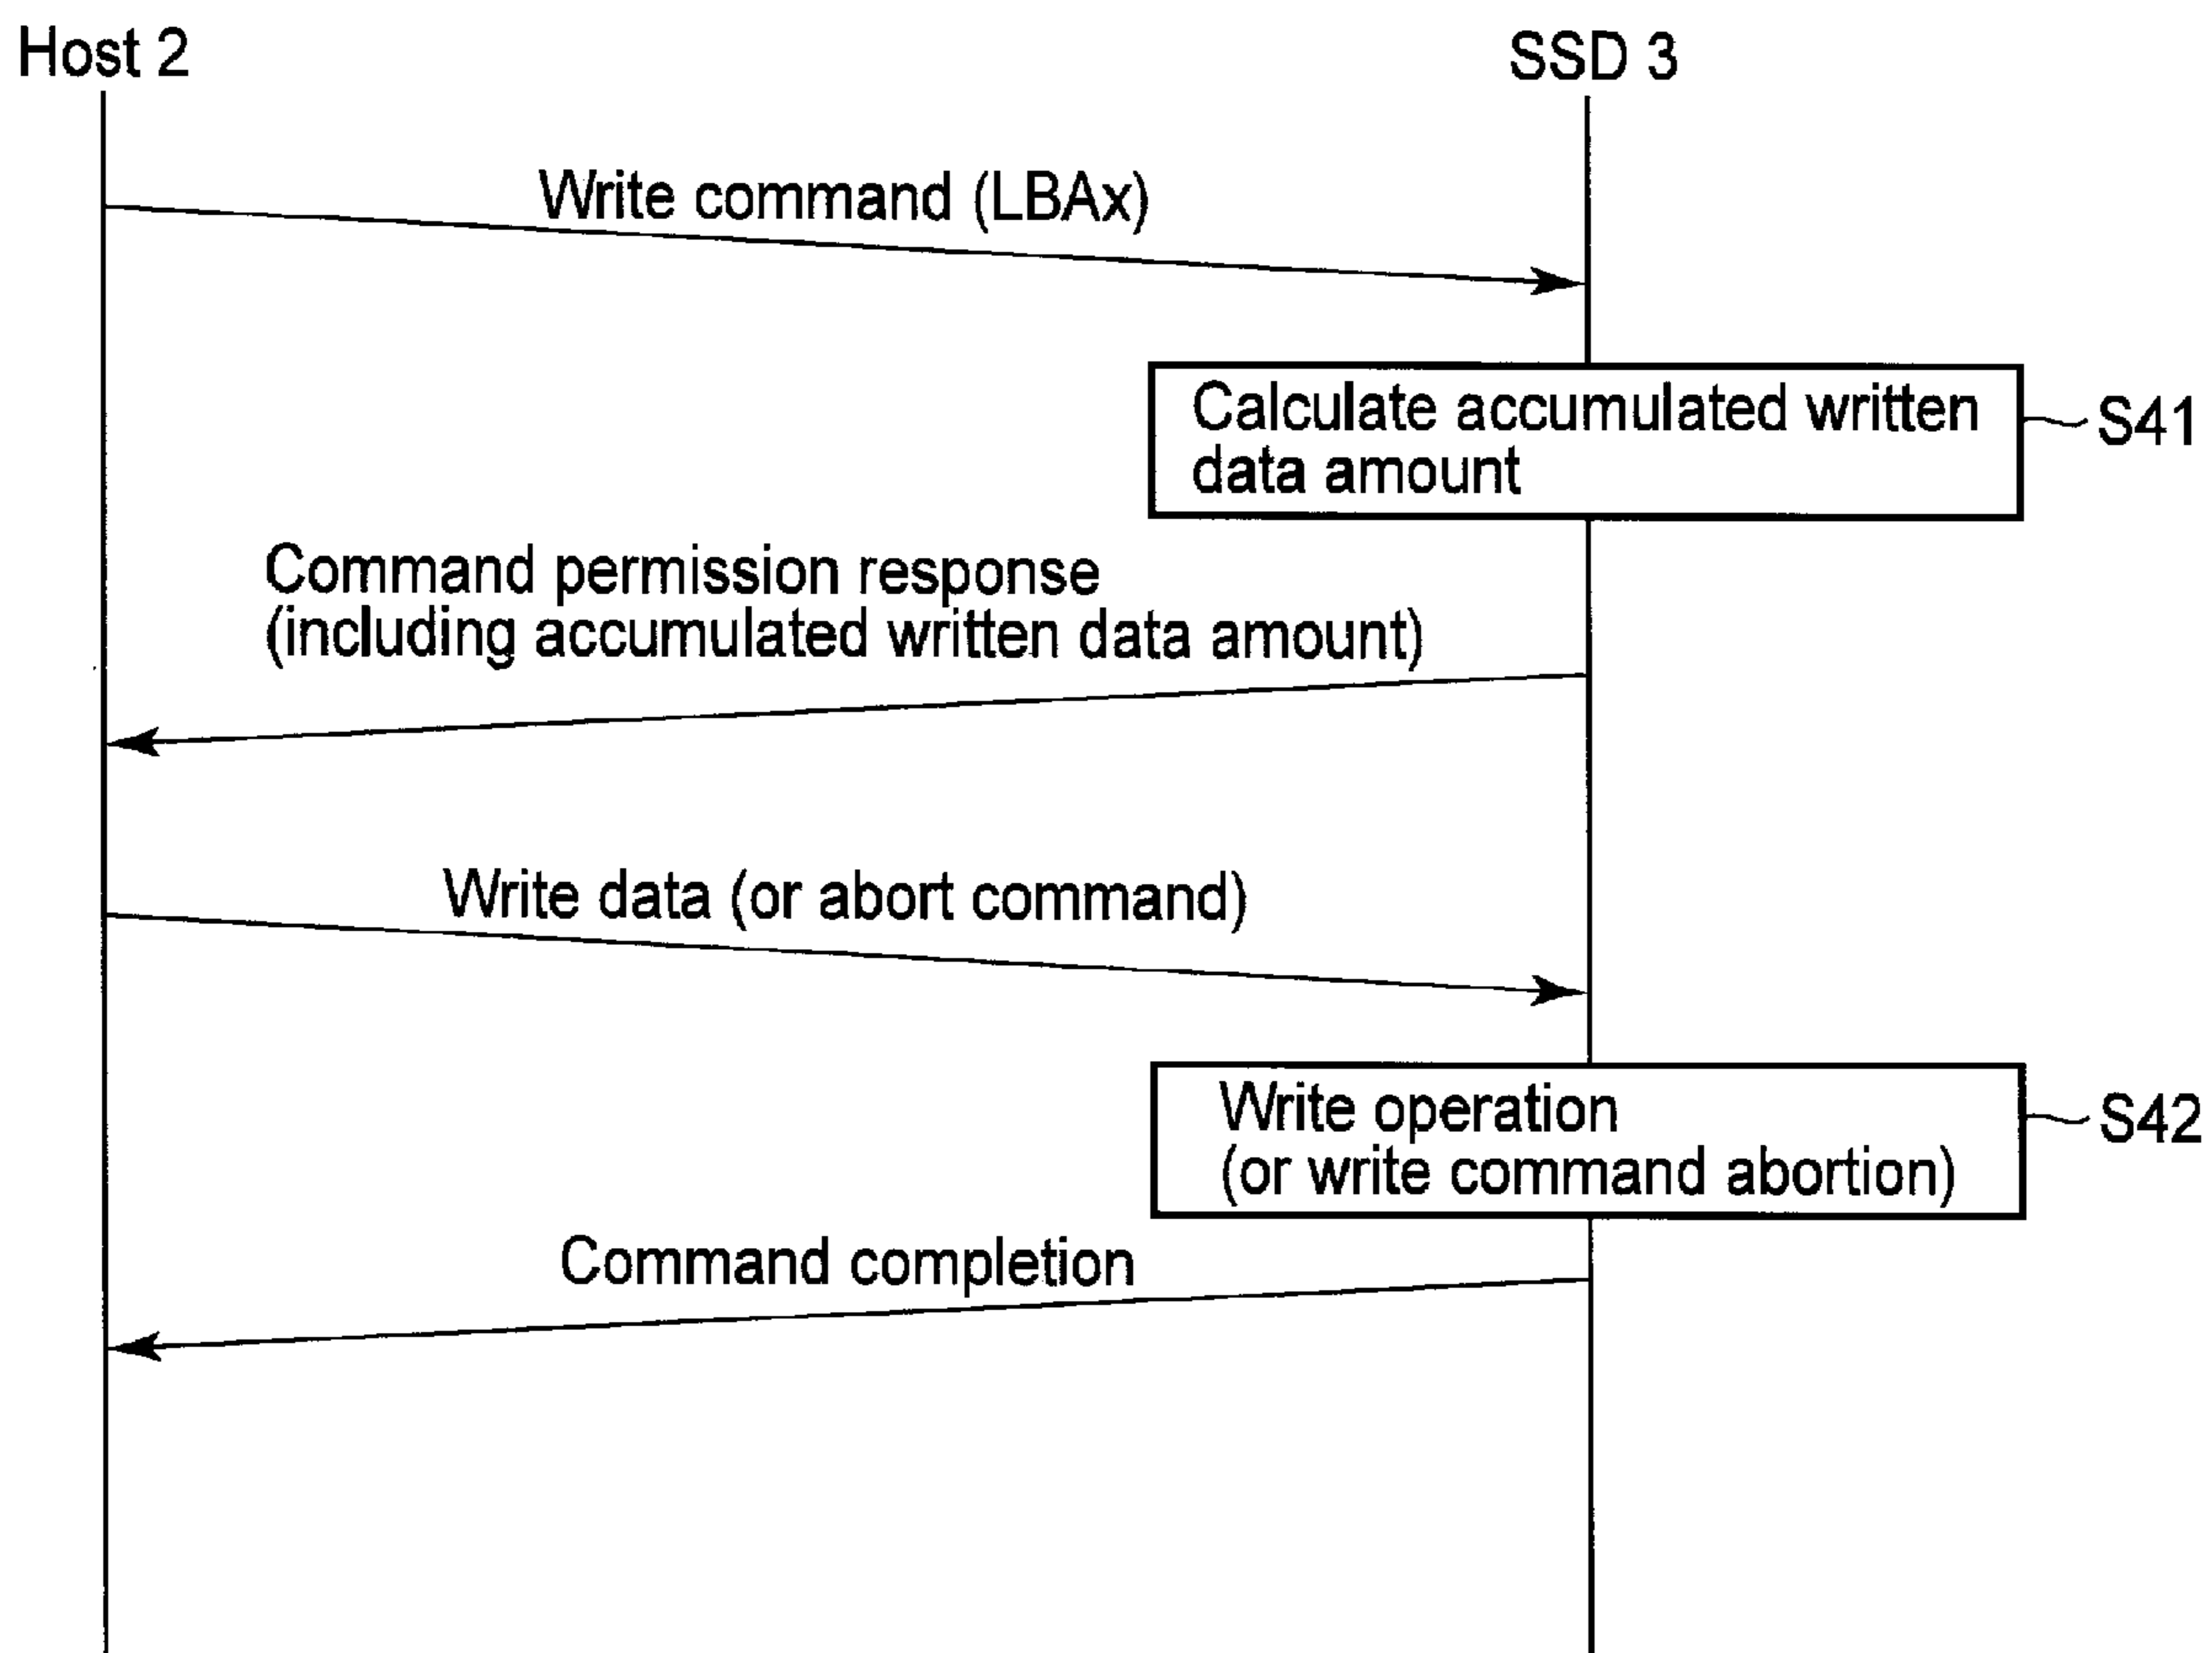 Host 2
SSD 3
Write command (LBAx)
Calculate accumulated written
data amount
S41
Command permission response
(including accumulated written data amount)
Write data (or abort command)
Write operation
(or write command abortion)
S42
Command completion